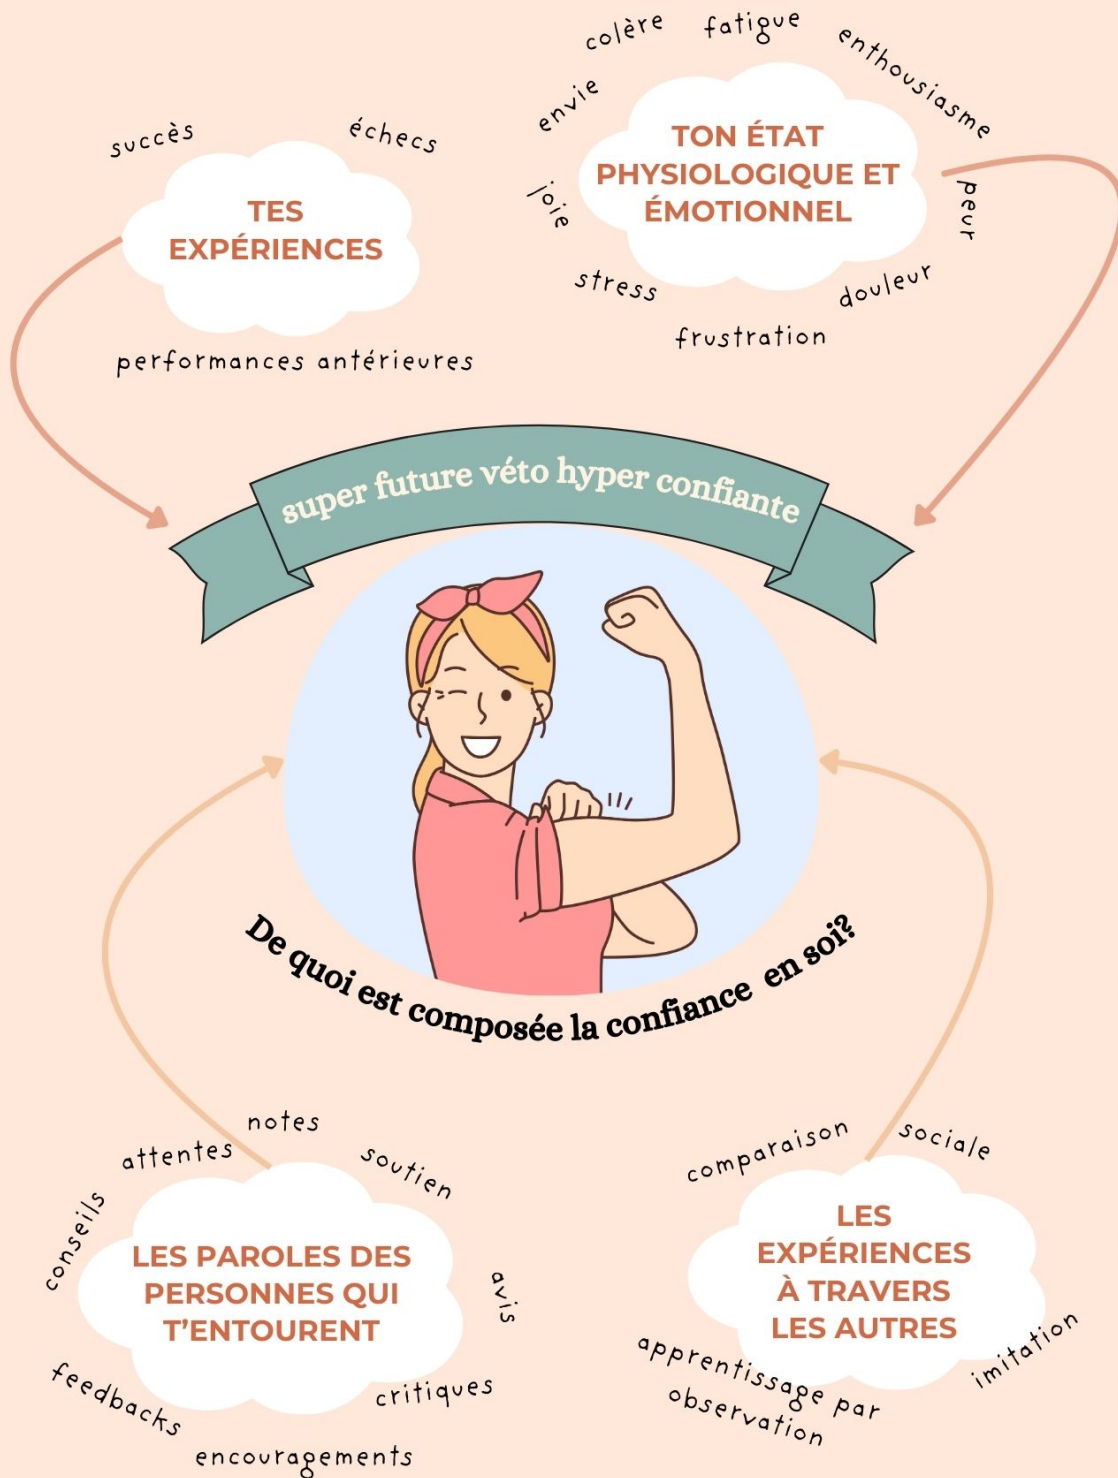 succès
échecs
TES
EXPÉRIENCES
performances antérieures
colère
fatigue
enthousiasme
envie
TON ÉTAT
PHYSIOLOGIQUE ET
ÉMOTIONNEL
joie
peur
stress
douleur
frustration
super future véto hyper confiante
De quoi est composée la confiance en soi?
notes
attentes
soutien
conseils
LES PAROLES DES
PERSONNES QUI
T'ENTOURENT
avis
feedbacks
critiques
encouragements
comparaison sociale
LES
EXPÉRIENCES
À TRAVERS
LES AUTRES
imitation
apprentissage par
observation